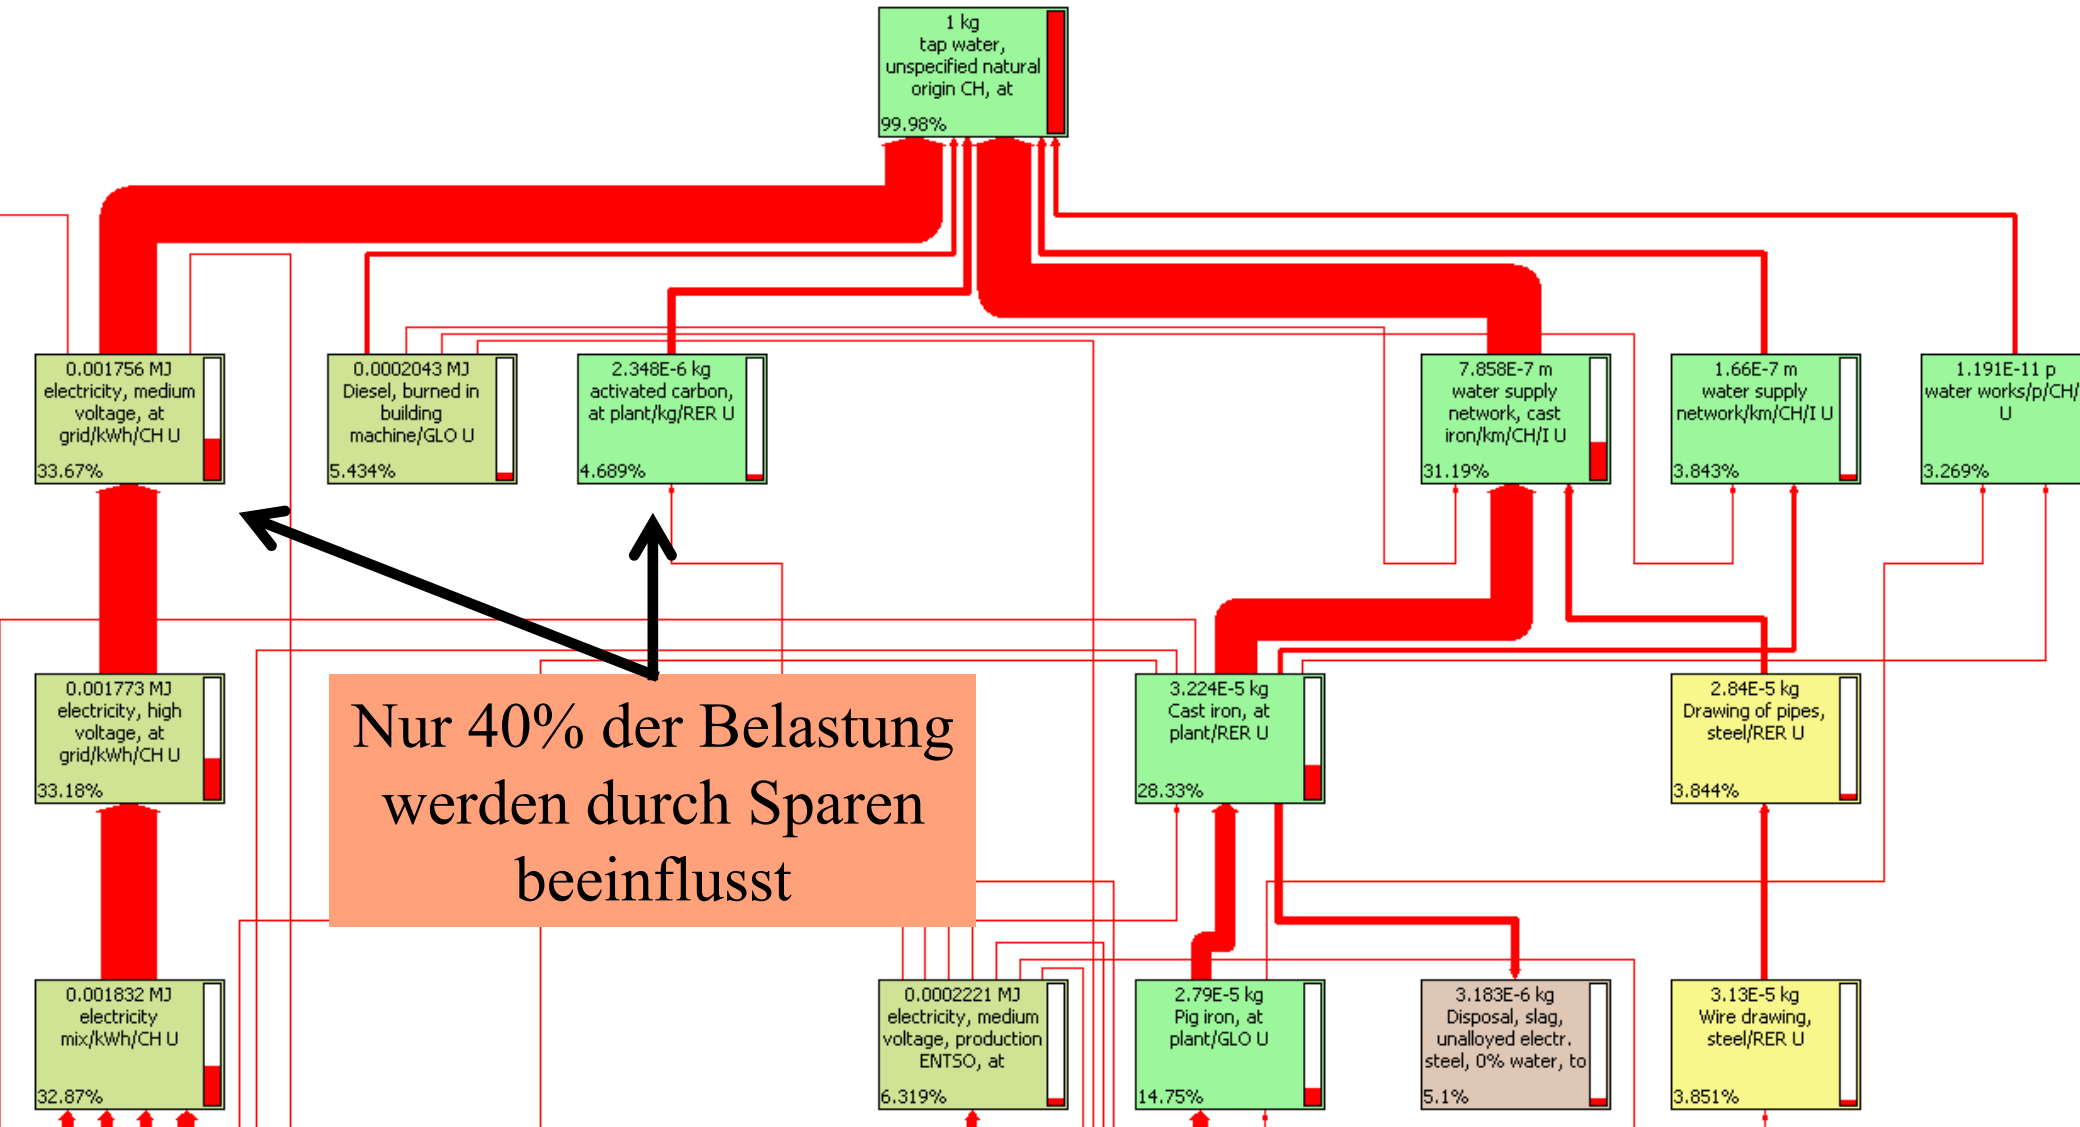 1 kg
tap water,
unspecified natural
origin CH, at
99.98%
0.001756 MJ
electricity, medium
voltage, at
grid/kWh/CH U
33.67%
0.0002043 MJ
Diesel, burned in
building
machine/GLO U
5.434%
2.348E-6 kg
activated carbon,
at plant/kg/RER U
4.689%
7.858E-7 m
water supply
network, cast
iron/km/CH/I U
31.19%
1.66E-7 m
water supply
network/km/CH/I U
3.843%
1.191E-11 p
water works/p/CH/
U
3.269%
0.001773 MJ
electricity, high
voltage, at
grid/kWh/CH U
33.18%
Nur 40% der Belastung
werden durch Sparen
beeinflusst
3.224E-5 kg
Cast iron, at
plant/RER U
28.33%
2.84E-5 kg
Drawing of pipes,
steel/RER U
3.844%
0.001832 MJ
electricity
mix/kWh/CH U
32.87%
0.0002221 MJ
electricity, medium
voltage, production
ENTSO, at
6.319%
2.79E-5 kg
Pig iron, at
plant/GLO U
14.75%
3.183E-6 kg
Disposal, slag,
unalloyed electr.
steel, 0% water, to
5.1%
3.13E-5 kg
Wire drawing,
steel/RER U
3.851%